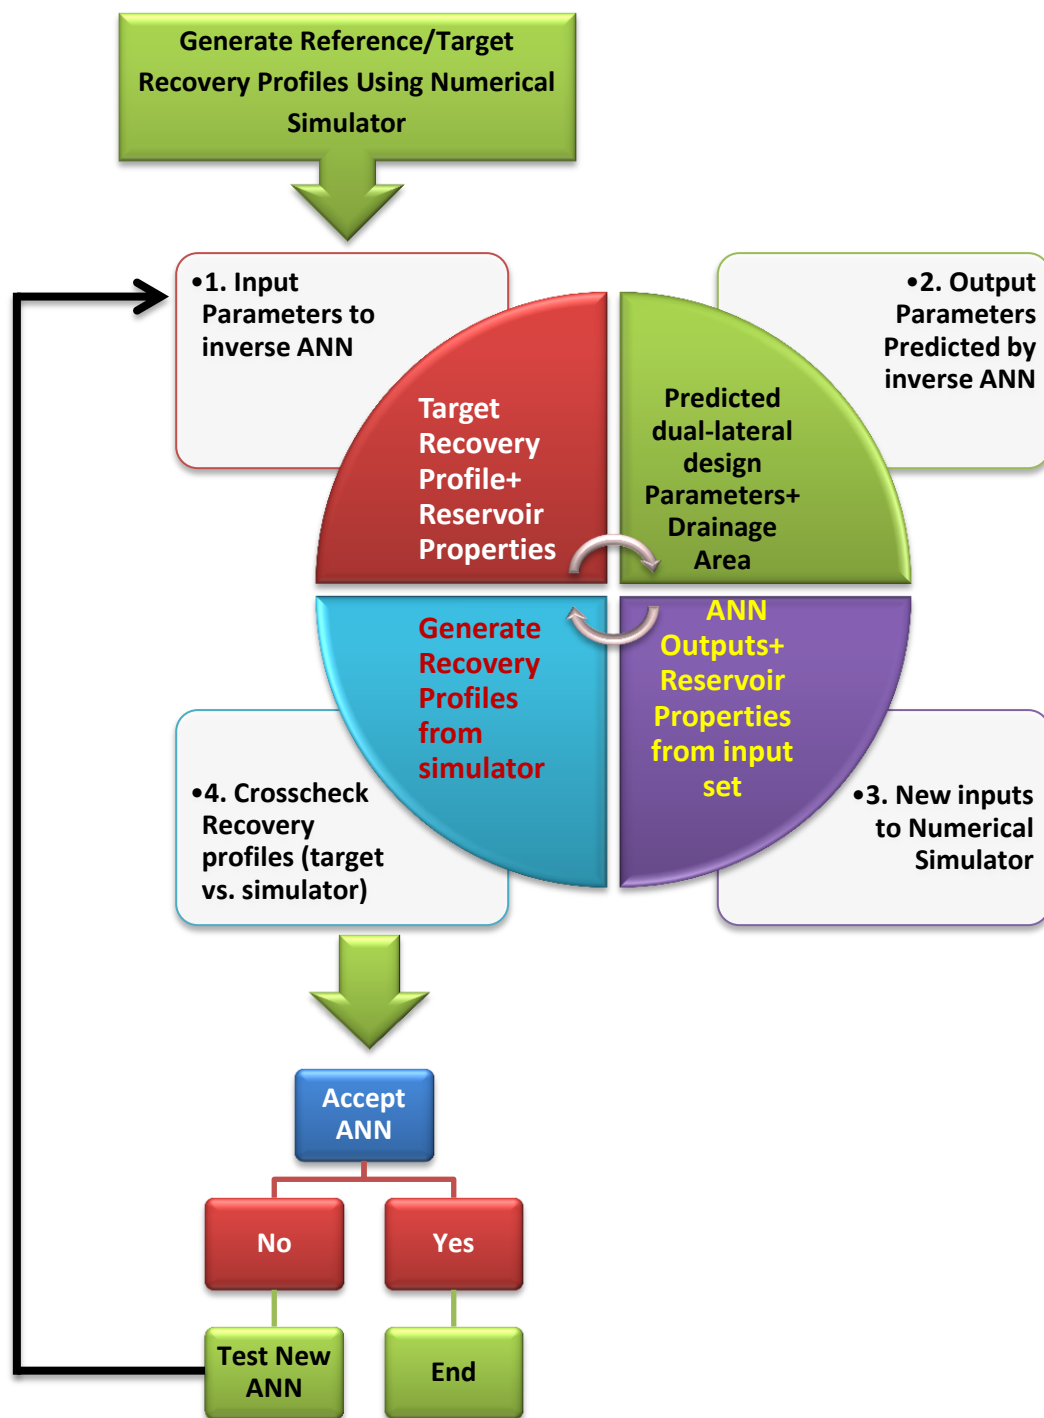 Generate Reference/Target
Recovery Profiles Using Numerical
Simulator
•1. Input
Parameters to
inverse ANN
•2. Output
Parameters
Predicted by
inverse ANN
Target
Recovery
Profile+
Reservoir
Properties
Predicted
dual-lateral
design
Parameters+
Drainage
Area
Generate
Recovery
Profiles
from
simulator
ANN
Outputs+
Reservoir
Properties
from input
set
•4. Crosscheck
Recovery
profiles (target
vs. simulator)
•3. New inputs
to Numerical
Simulator
Accept
ANN
No
Yes
Test New
ANN
End